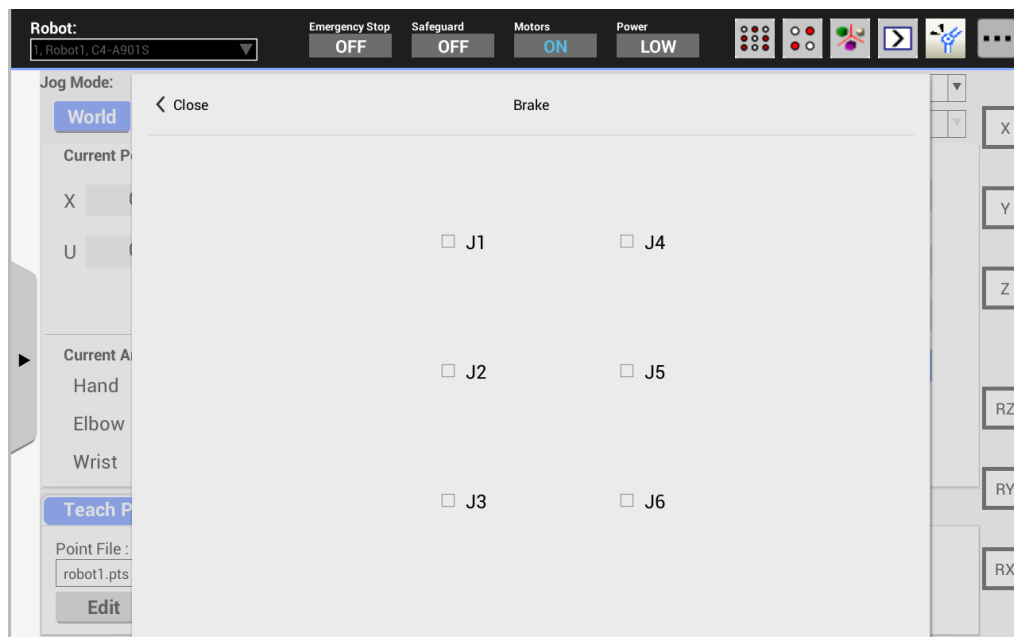 Robot:
1, Robot1, C4-A901S
Emergency Stop
OFF
Safeguard
OFF
Motors
ON
Power
LOW
Jog Mode:
World
Close
Brake
Current P
X
U
Current A
Hand
Elbow
Wrist
Teach P
Point File :
robot1.pts
Edit
J1
J4
J2
J5
J3
J6
X
Y
Z
RZ
RY
RX